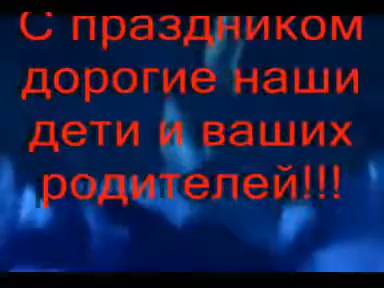 С праздником
дорогие наши
дети и ваших
родителей!!!